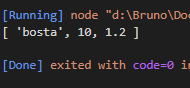 [Running] node "d:\Bruno\Do
[ 'bosta', 10, 1.2 ]
[Done] exited with code=0 i